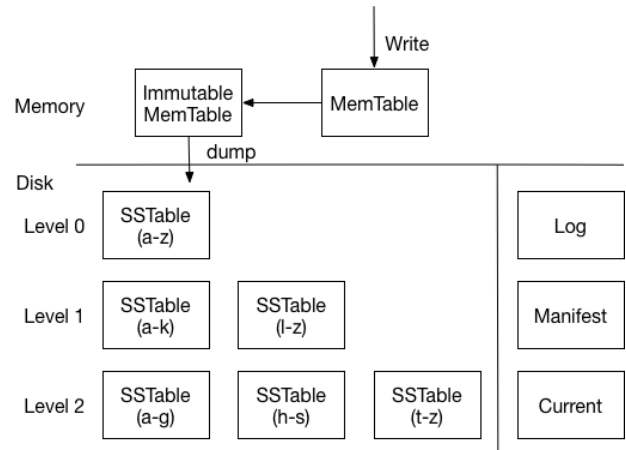 Write
Memory
Immutable
MemTable
MemTable
dump
Disk
Level 0
SSTable
(a-z)
Log
Level 1
SSTable
(a-k)
SSTable
(l-z)
Manifest
Level 2
SSTable
(a-g)
SSTable
(h-s)
SSTable
(t-z)
Current